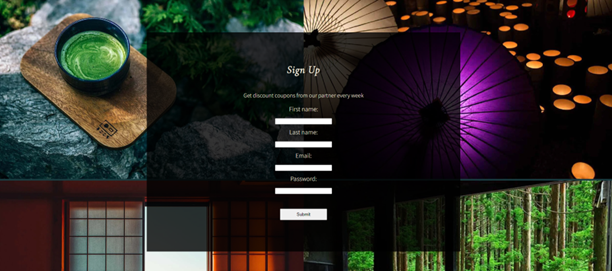 Sign Up
Get discount coupons from our partner every week
First name:
Last name:
Email:
Password:
Submit